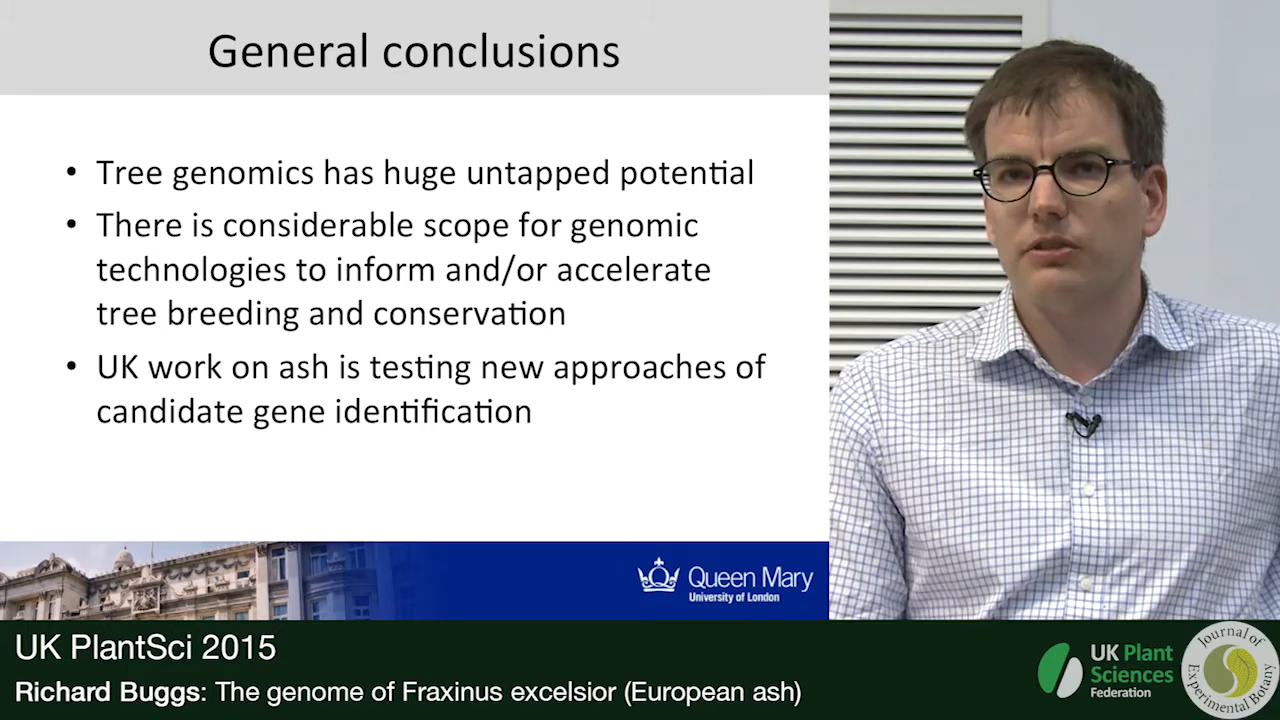 General conclusions
• Tree genomics has huge untapped potential
• There is considerable scope for genomic
technologies to inform and/or accelerate
tree breeding and conservation
• UK work on ash is testing new approaches of
candidate gene identification
Queen Mary
University of London
UK PlantSci 2015
Richard Buggs: The genome of Fraxinus excelsior (European ash)
UK Plant
Sciences
Federation
Journal of
Experimental Botany